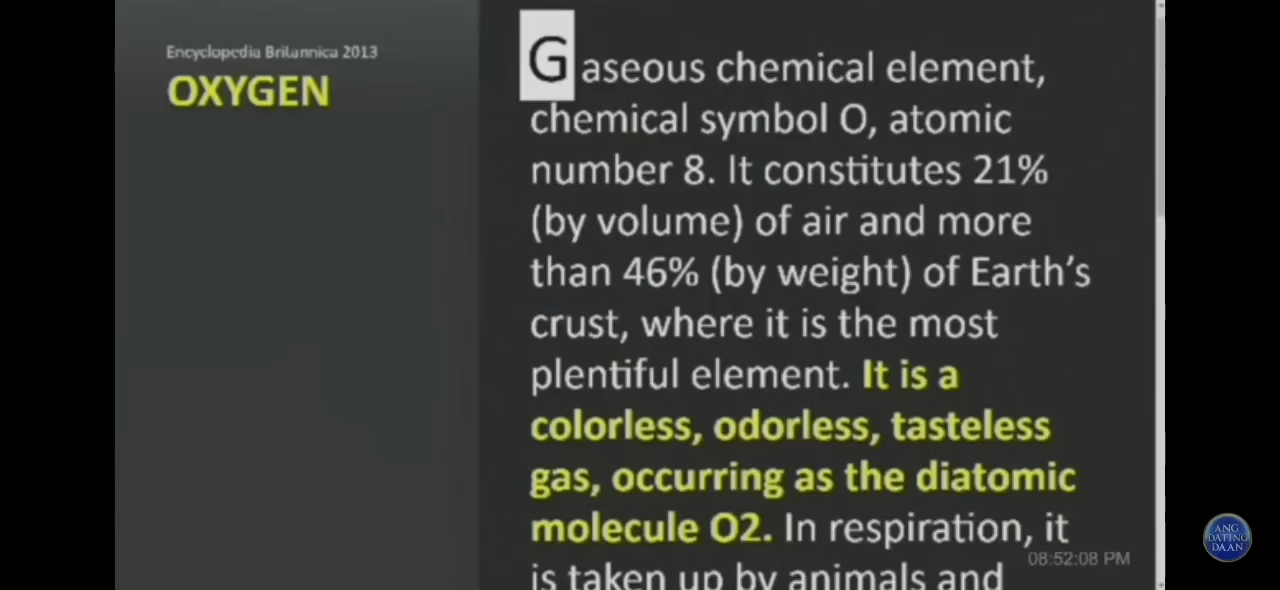 Encyclopedia Britannica 2013
OXYGEN
Gaseous chemical element,
chemical symbol O, atomic
number 8. It constitutes 21%
(by volume) of air and more
than 46% (by weight) of Earth's
crust, where it is the most
plentiful element. It is a
colorless, odorless, tasteless
gas, occurring as the diatomic
molecule O2. In respiration, it
is taken up by animals and
08:52:08 PM
ANG
DATING
DAAN